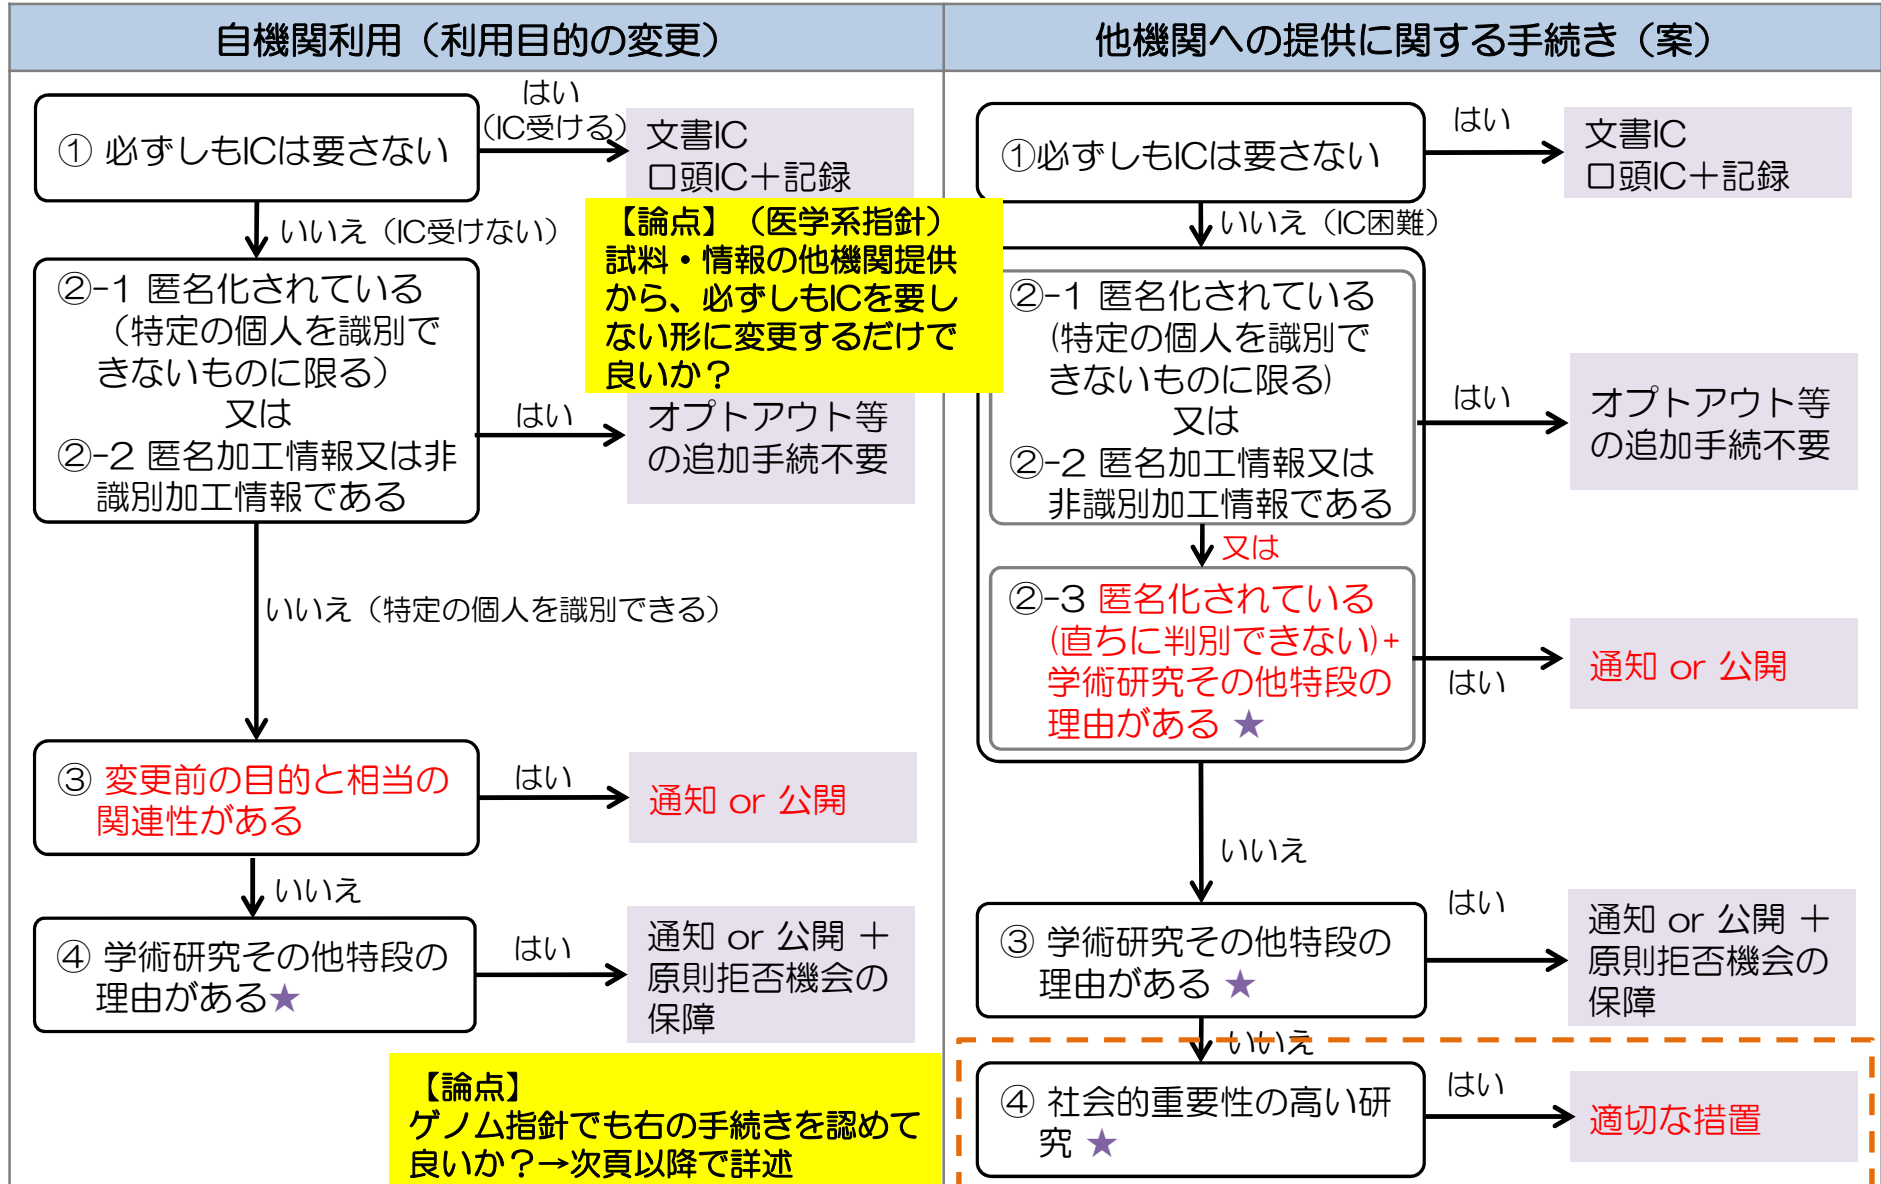 自機関利用（利用目的の変更）
① 必ずしもICは要さない
はい
（IC受ける）
文書IC
口頭IC＋記録
いいえ（IC受けない）
②-1 匿名化されている
（特定の個人を識別で
きないものに限る）
又は
②-2 匿名加工情報又は非
識別加工情報である
はい
オプトアウト等
の追加手続不要
いいえ（特定の個人を識別できる）
③ 変更前の目的と相当の
関連性がある
はい
通知 or 公開
いいえ
④ 学術研究その他特段の
理由がある★
はい
通知 or 公開 ＋
原則拒否機会の
保障
【論点】（医学系指針）
試料・情報の他機関提供
から、必ずしもICを要し
ない形に変更するだけで
良いか？
【論点】
ゲノム指針でも右の手続きを認めて
良いか？→次頁以降で詳述
他機関への提供に関する手続き（案）
①必ずしもICは要さない
はい
文書IC
口頭IC＋記録
いいえ（IC困難）
②-1 匿名化されている
(特定の個人を識別で
きないものに限る)
又は
②-2 匿名加工情報又は
非識別加工情報である
はい
オプトアウト等
の追加手続不要
又は
②-3 匿名化されている
(直ちに判別できない)+
学術研究その他特段の
理由がある ★
はい
通知 or 公開
いいえ
③ 学術研究その他特段の
理由がある ★
はい
通知 or 公開 ＋
原則拒否機会の
保障
いいえ
④ 社会的重要性の高い研
究 ★
はい
適切な措置